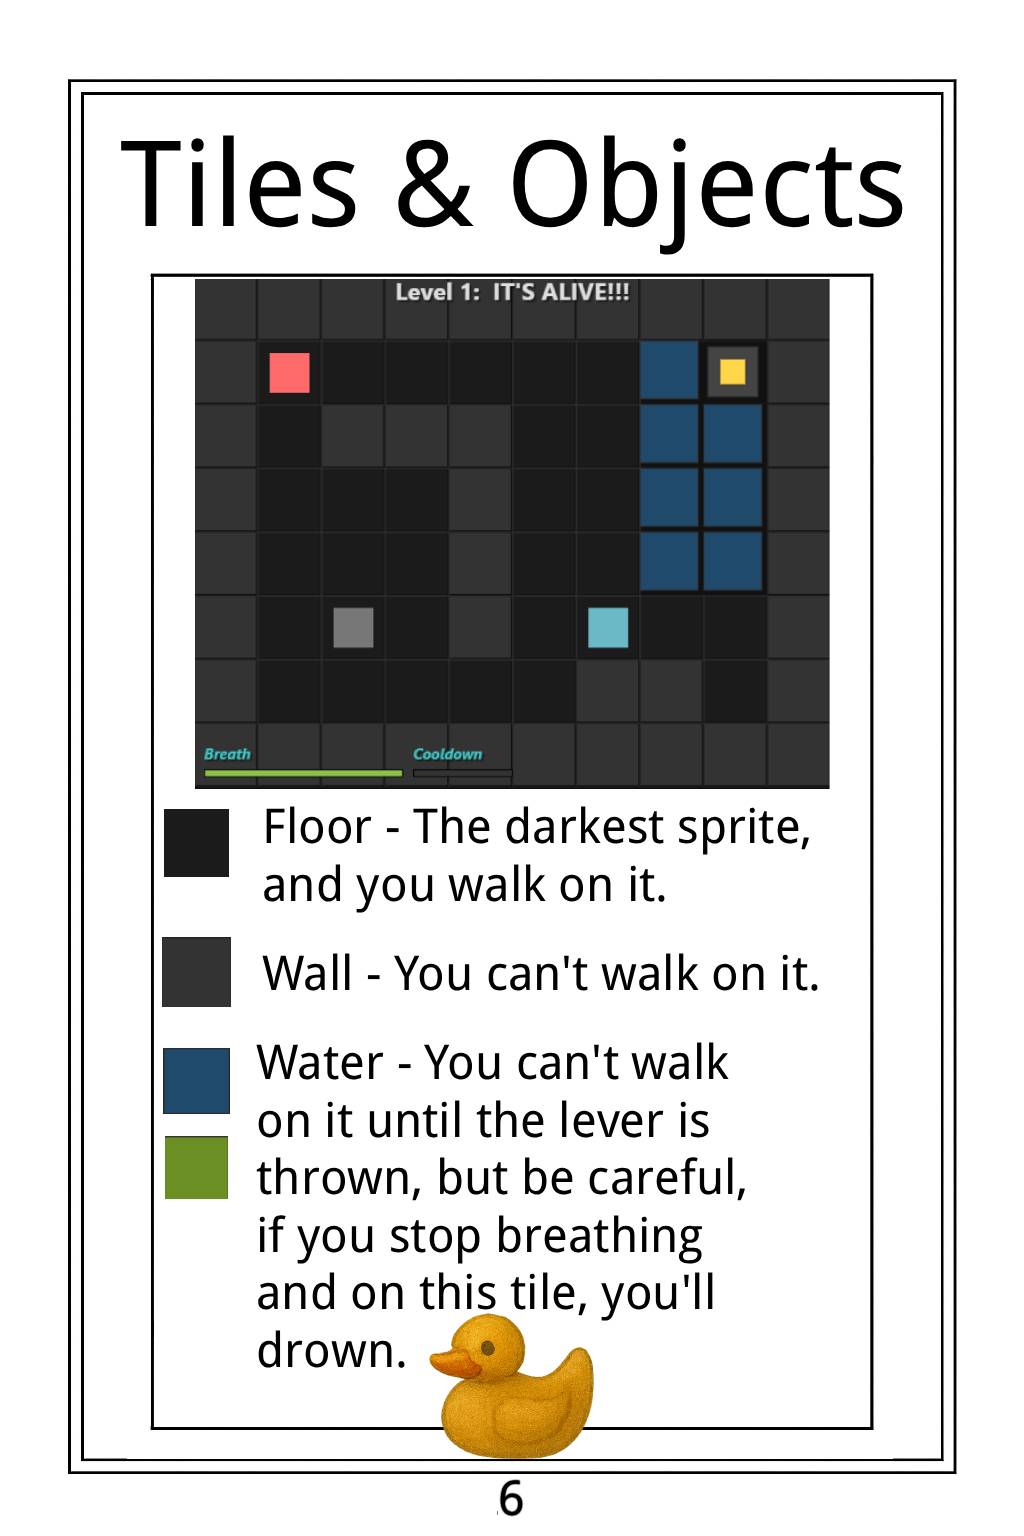 Tiles & Objects
Level 1:  IT'S ALIVE!!!
Breath
Cooldown
Floor - The darkest sprite,
and you walk on it.
Wall - You can't walk on it.
Water - You can't walk
on it until the lever is
thrown, but be careful,
if you stop breathing
and on this tile, you'll
drown.
6